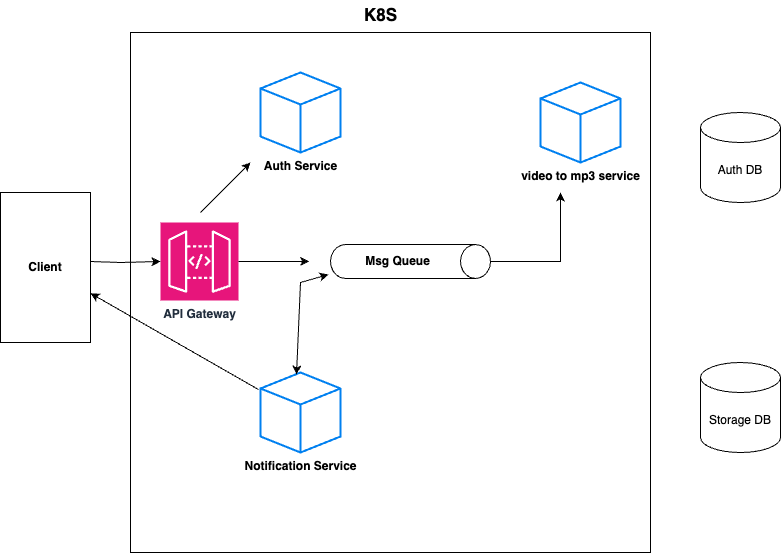 K8S
Auth Service
video to mp3 service
Auth DB
Client
</>
Msg Queue
API Gateway
Storage DB
Notification Service